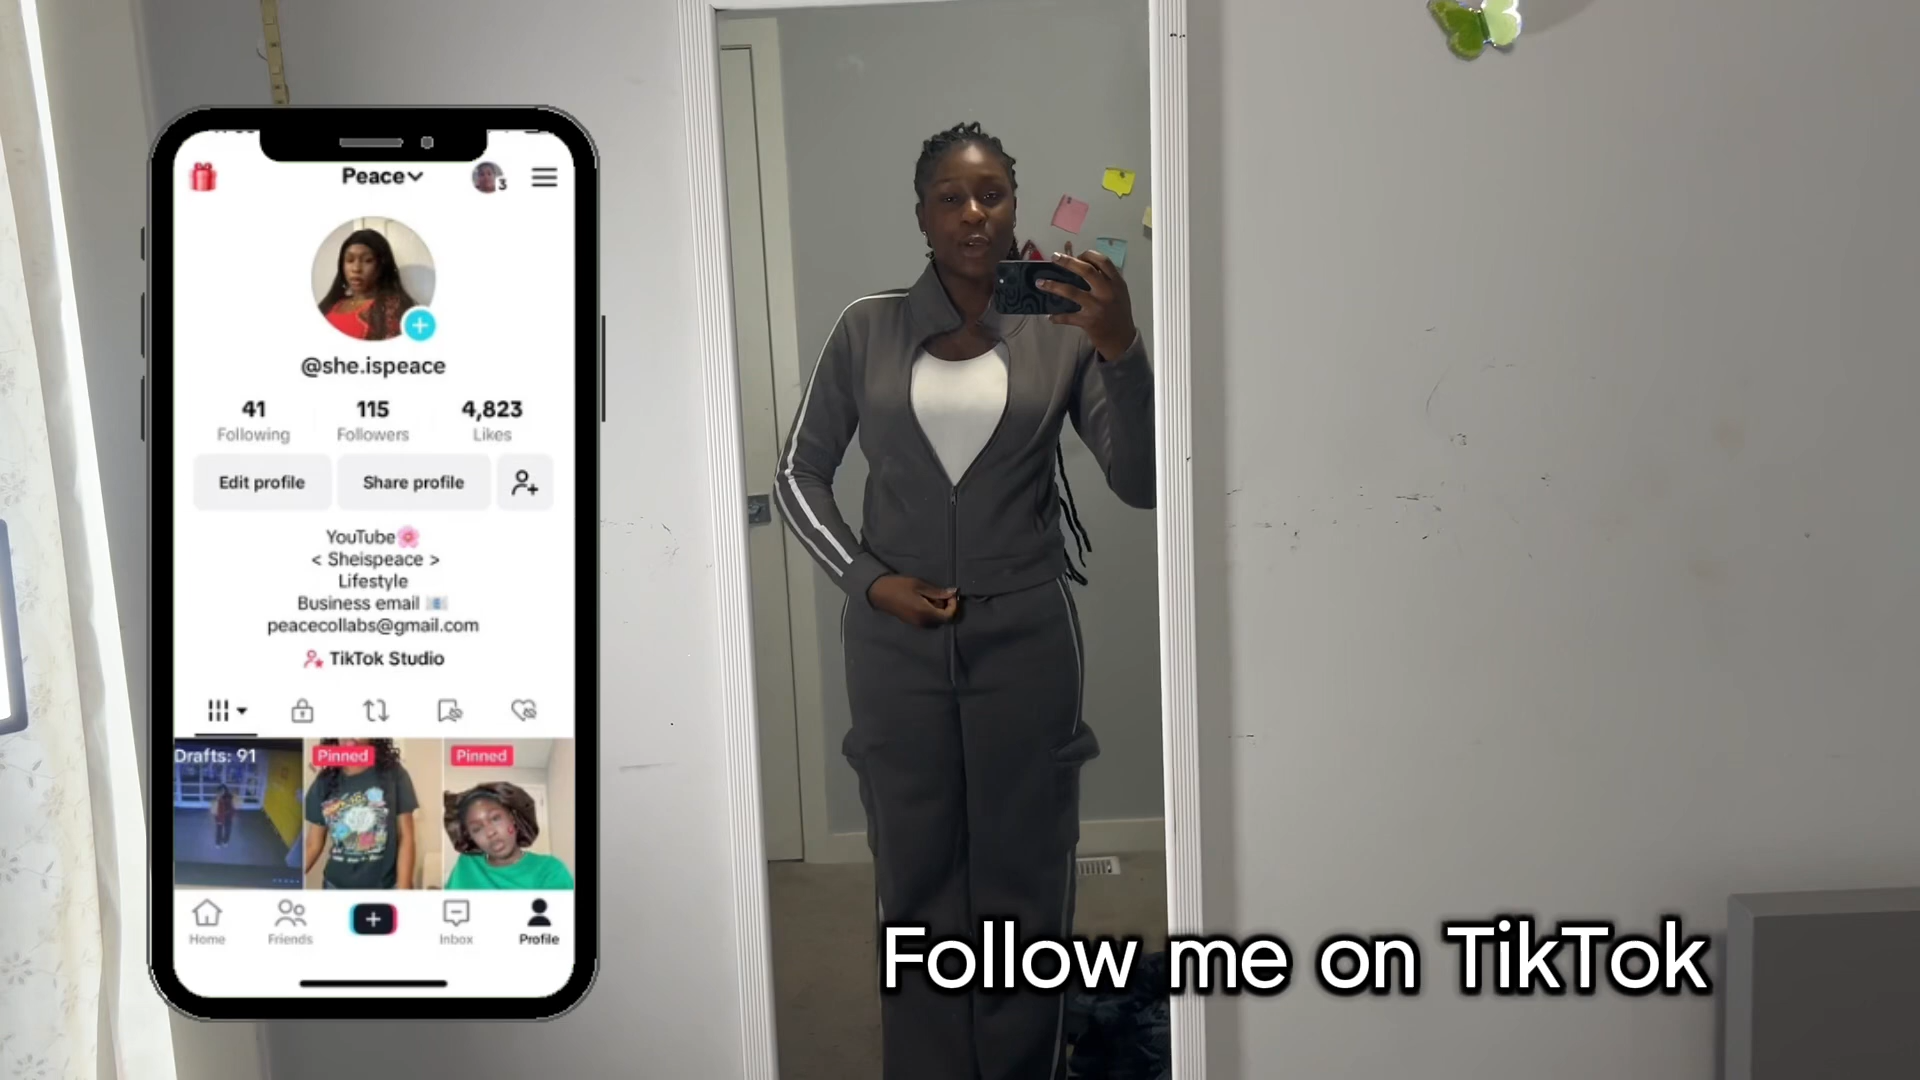 Peace
3
@she.ispeace
41 115 4,823
Following Followers Likes
Edit profile Share profile
YouTube🌸
< Sheispeace >
Lifestyle
Business email 📧
peacecollabs@gmail.com
TikTok Studio
Drafts: 91 Pinned Pinned
Home Friends Inbox Profile
Follow me on TikTok